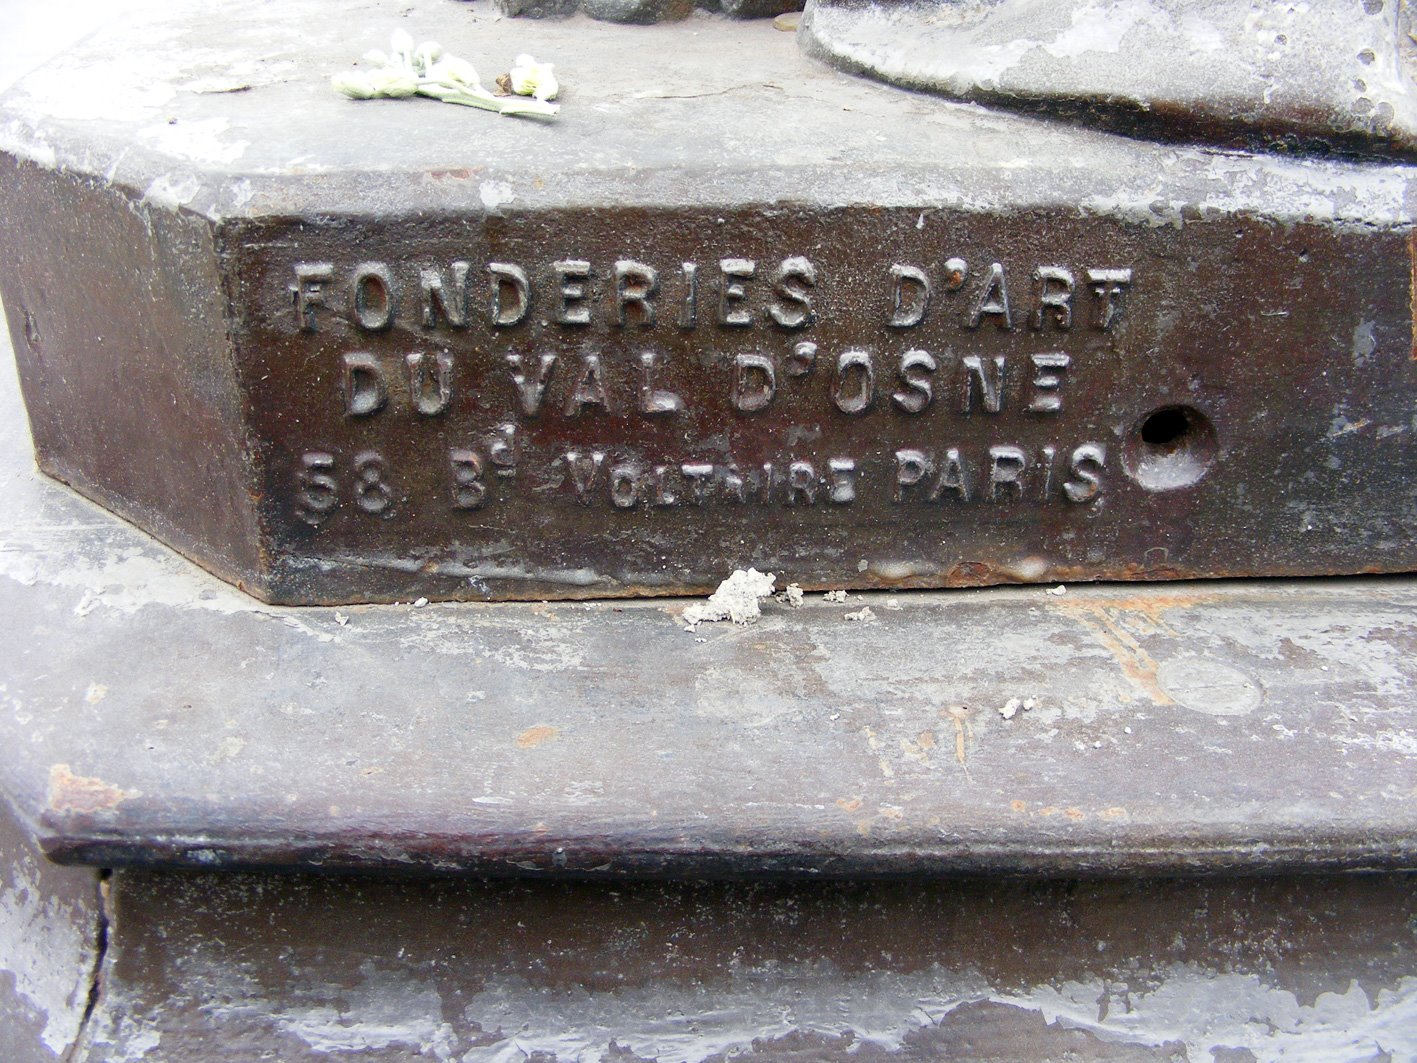 FONDERIES D'ART
DU VAL D'OSNE
58 Bd VOLTAIRE PARIS